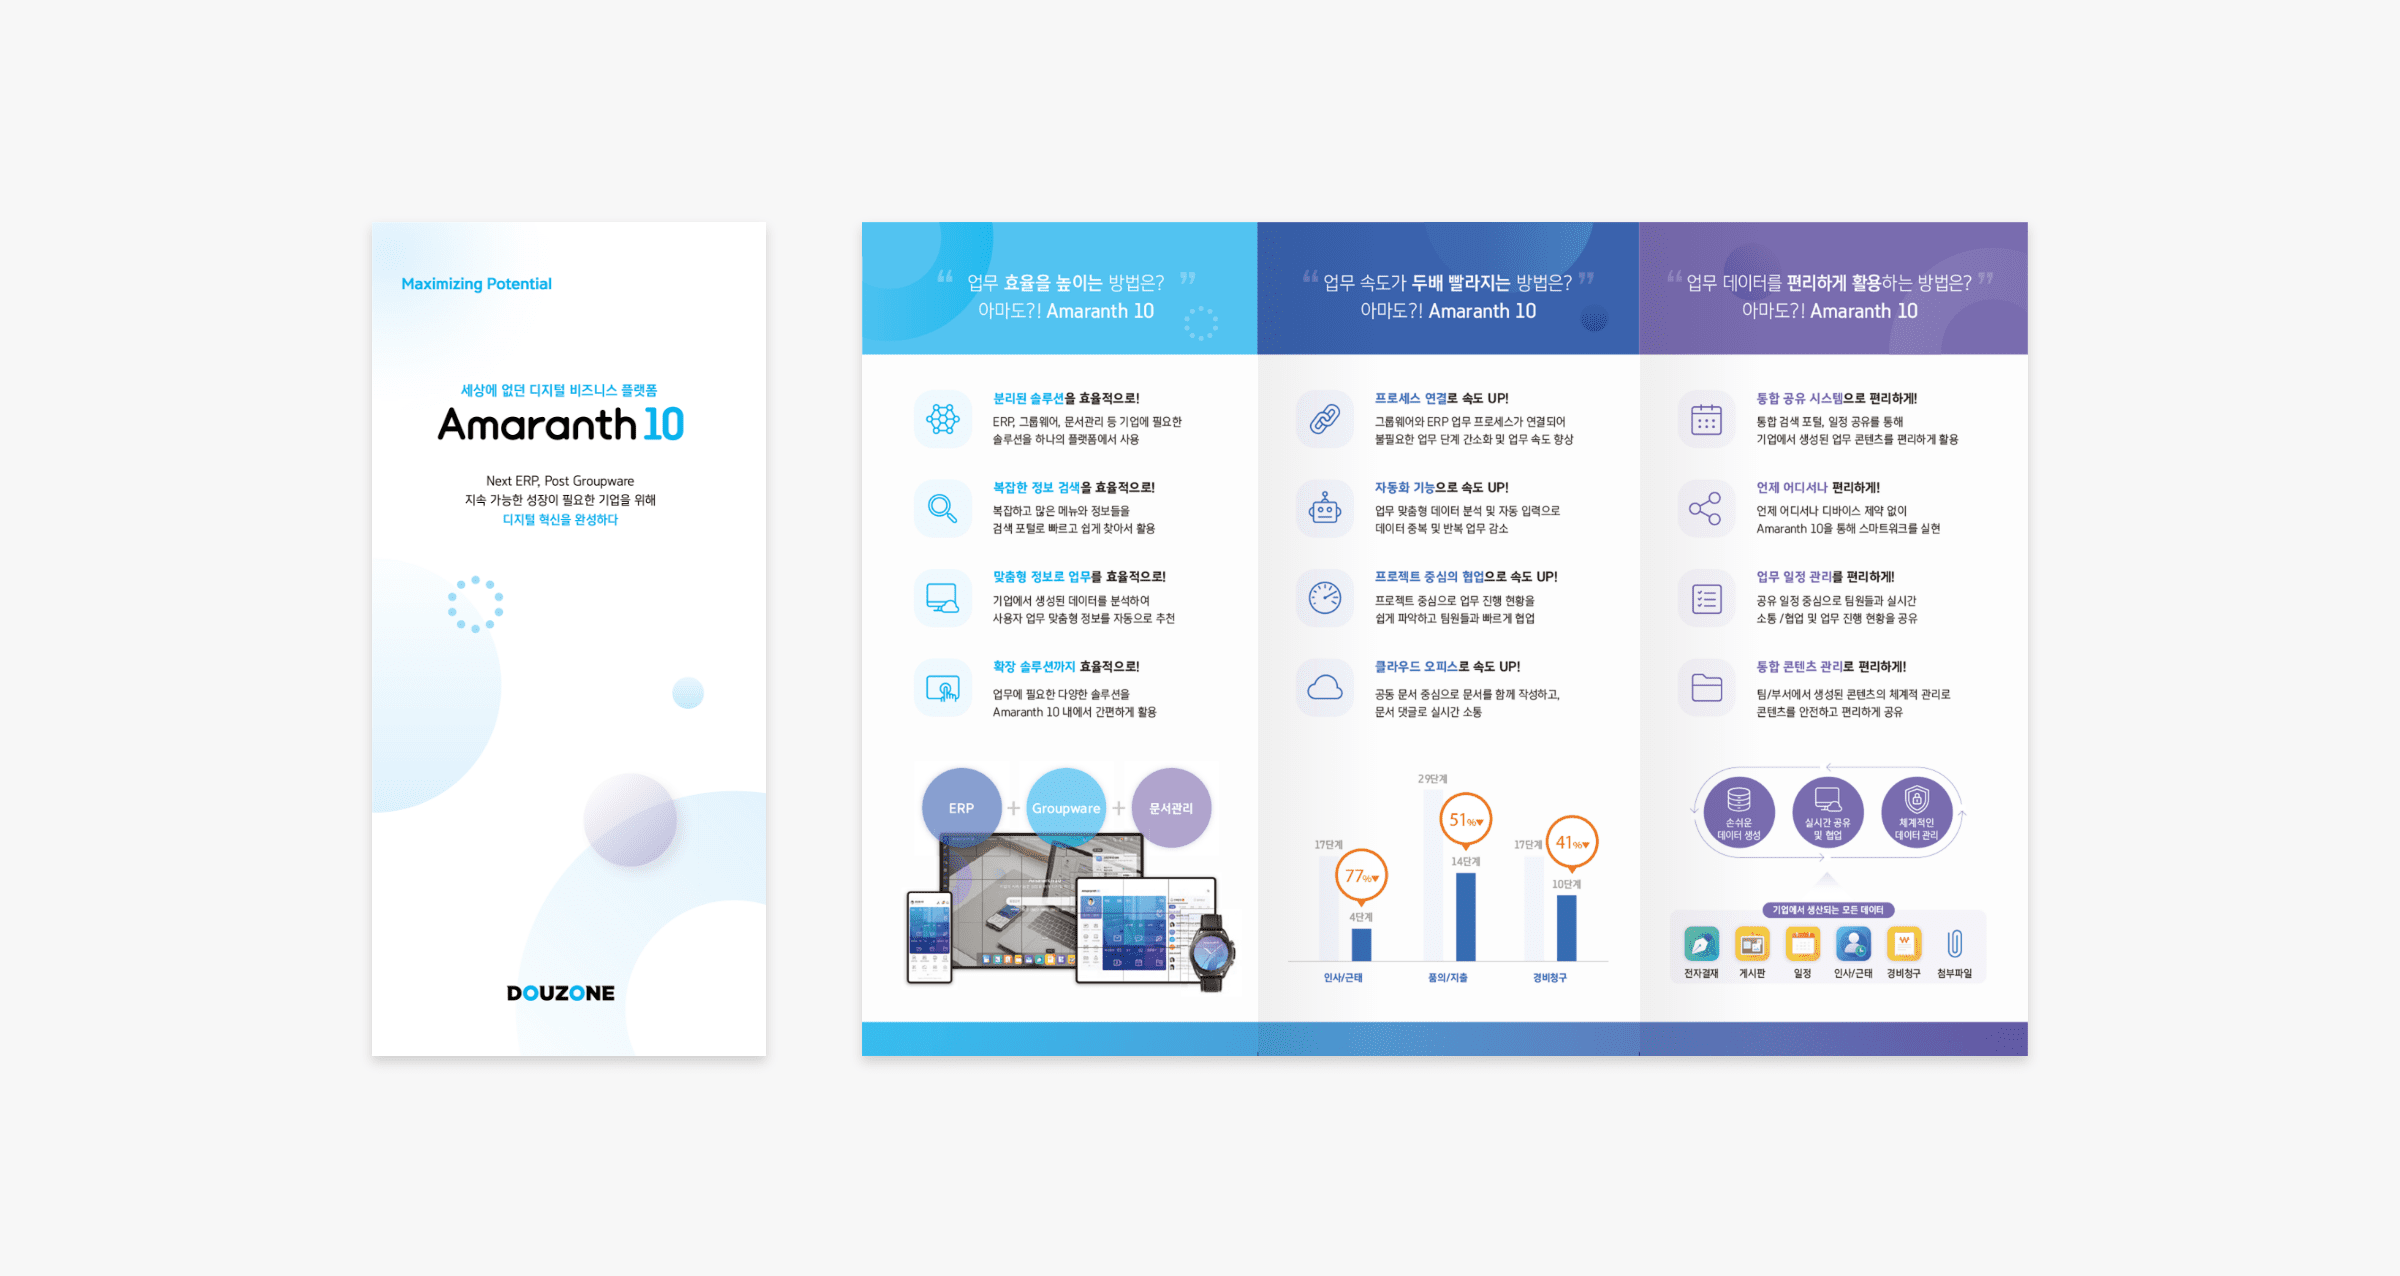 Maximizing Potential
세상에 없던 디지털 비즈니스 플랫폼
Amaranth 10
Next ERP, Post Groupware
지속 가능한 성장이 필요한 기업을 위해
디지털 혁신을 완성하다
DOUZONE
“ 업무 효율을 높이는 방법은? ”
아마도?! Amaranth 10
분리된 솔루션을 효율적으로!
ERP, 그룹웨어, 문서관리 등 기업에 필요한
솔루션을 하나의 플랫폼에서 사용
복잡한 정보 검색을 효율적으로!
복잡하고 많은 메뉴와 정보들을
검색 포털로 빠르고 쉽게 찾아서 활용
맞춤형 정보로 업무를 효율적으로!
기업에서 생성된 데이터를 분석하여
사용자 업무 맞춤형 정보를 자동으로 추천
확장 솔루션까지 효율적으로!
업무에 필요한 다양한 솔루션을
Amaranth 10 내에서 간편하게 활용
ERP + Groupware + 문서관리
“ 업무 속도가 두배 빨라지는 방법은? ”
아마도?! Amaranth 10
프로세스 연결로 속도 UP!
그룹웨어와 ERP 업무 프로세스가 연결되어
불필요한 업무 단계 간소화 및 업무 속도 향상
자동화 기능으로 속도 UP!
업무 맞춤형 데이터 분석 및 자동 입력으로
데이터 중복 및 반복 업무 감소
프로젝트 중심의 협업으로 속도 UP!
프로젝트 중심으로 업무 진행 현황을
쉽게 파악하고 팀원들과 빠르게 협업
클라우드 오피스로 속도 UP!
공동 문서 중심으로 문서를 함께 작성하고,
문서 댓글로 실시간 소통
17단계
77%▼
4단계
인사/근태
29단계
51%▼
14단계
품의/지출
17단계
41%▼
10단계
경비청구
“ 업무 데이터를 편리하게 활용하는 방법은? ”
아마도?! Amaranth 10
통합 공유 시스템으로 편리하게!
통합 검색 포털, 일정 공유를 통해
기업에서 생성된 업무 콘텐츠를 편리하게 활용
언제 어디서나 편리하게!
언제 어디서나 디바이스 제약 없이
Amaranth 10을 통해 스마트워크를 실현
업무 일정 관리를 편리하게!
공유 일정 중심으로 팀원들과 실시간
소통 /협업 및 업무 진행 현황을 공유
통합 콘텐츠 관리로 편리하게!
팀/부서에서 생성된 콘텐츠의 체계적 관리로
콘텐츠를 안전하고 편리하게 공유
손쉬운
데이터 생성
실시간 공유
및 협업
체계적인
데이터 관리
기업에서 생산되는 모든 데이터
전자결재
게시판
일정
인사/근태
경비청구
첨부파일